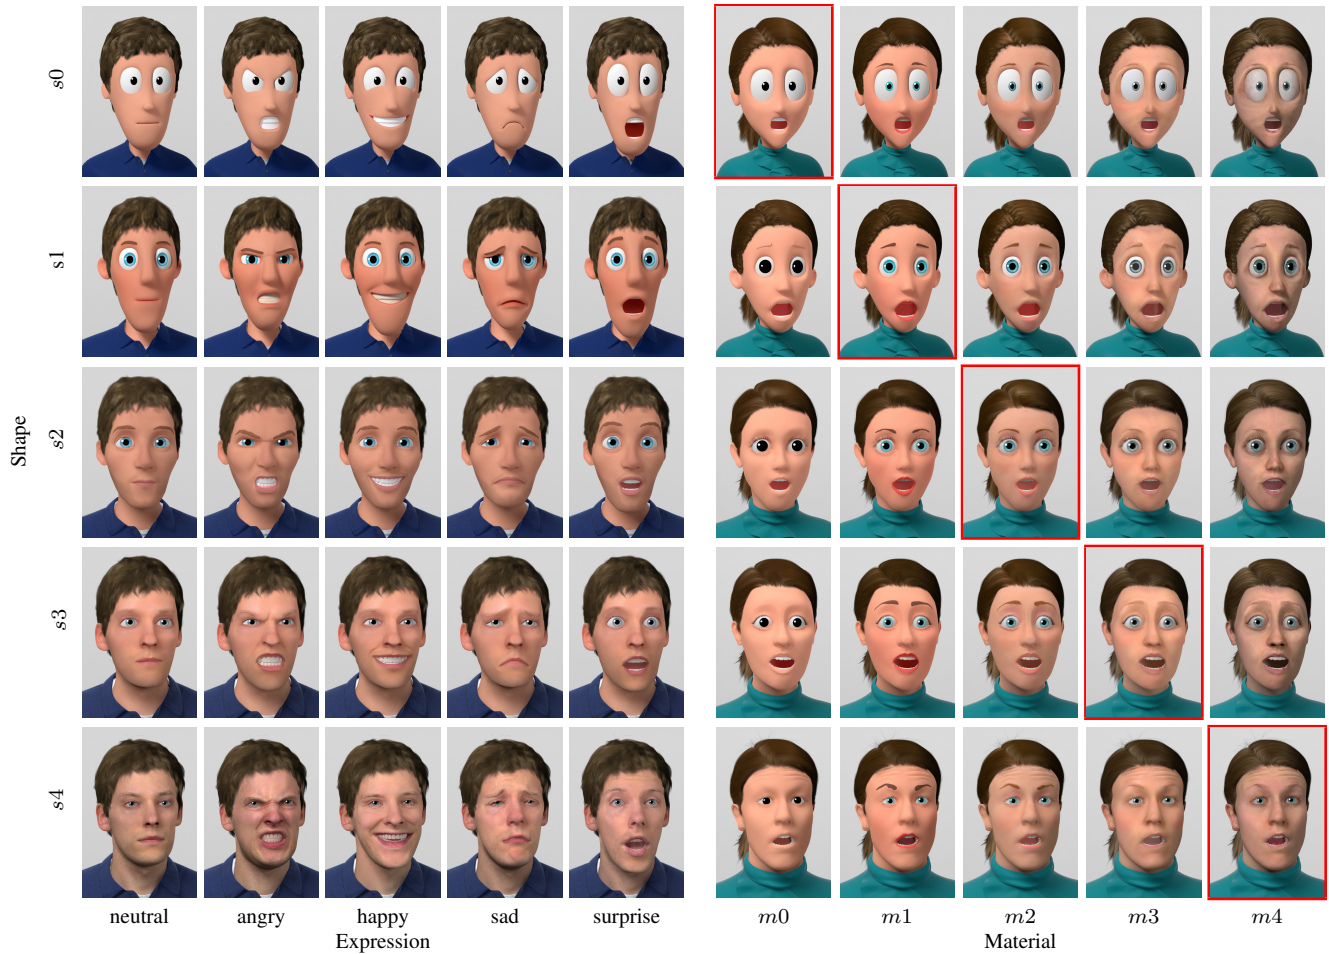 s0
s1
Shape
s2
s3
s4
neutral angry happy sad surprise m0 m1 m2 m3 m4
Expression Material